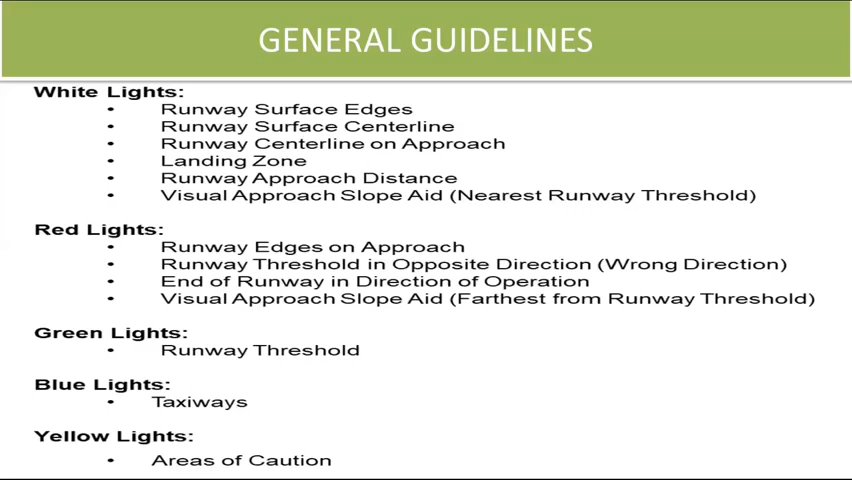 GENERAL GUIDELINES
White Lights:
• Runway Surface Edges
• Runway Surface Centerline
• Runway Centerline on Approach
• Landing Zone
• Runway Approach Distance
• Visual Approach Slope Aid (Nearest Runway Threshold)
Red Lights:
• Runway Edges on Approach
• Runway Threshold in Opposite Direction (Wrong Direction)
• End of Runway in Direction of Operation
• Visual Approach Slope Aid (Farthest from Runway Threshold)
Green Lights:
• Runway Threshold
Blue Lights:
• Taxiways
Yellow Lights:
• Areas of Caution